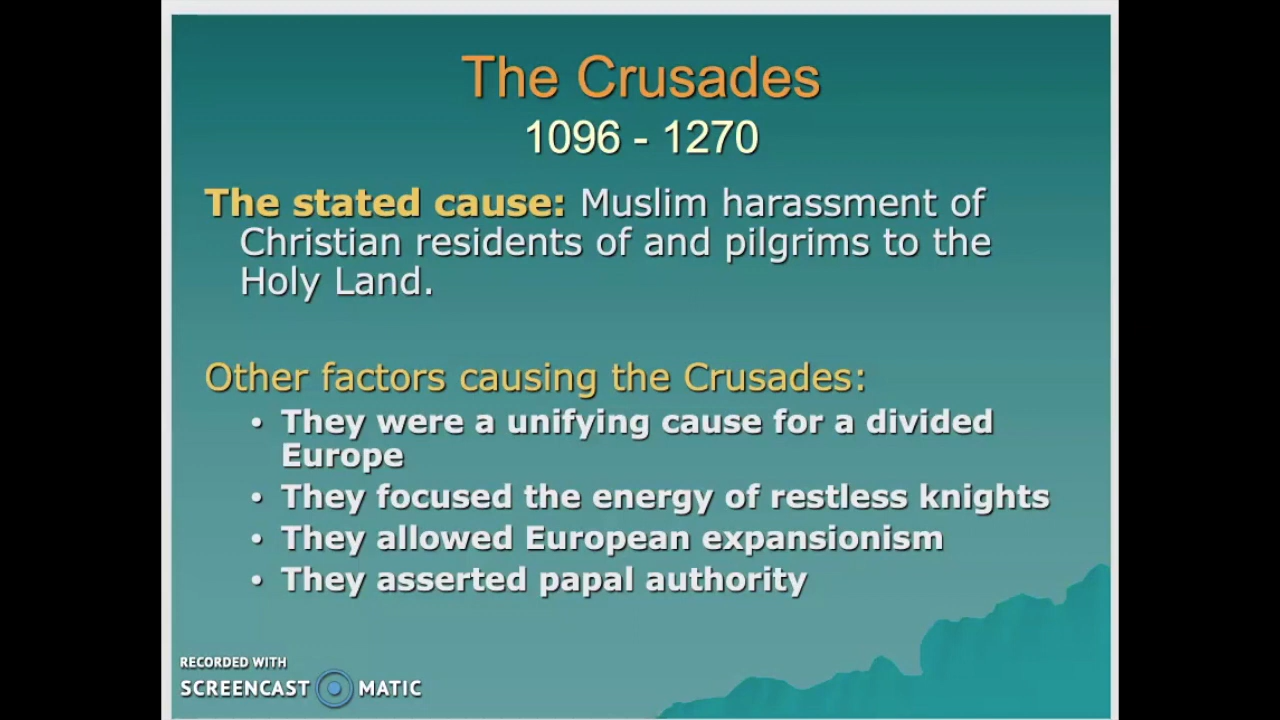 The Crusades
1096 - 1270
The stated cause: Muslim harassment of
Christian residents of and pilgrims to the
Holy Land.
Other factors causing the Crusades:
• They were a unifying cause for a divided
Europe
• They focused the energy of restless knights
• They allowed European expansionism
• They asserted papal authority
RECORDED WITH
SCREENCAST MATIC